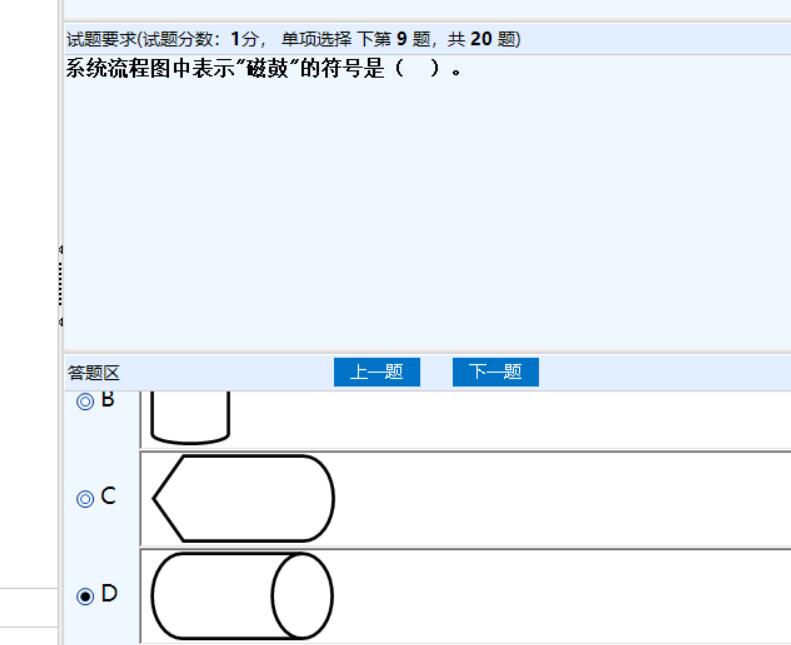 试题要求(试题分数：1分， 单项选择 下第 9 题，共 20 题)
系统流程图中表示"磁鼓"的符号是（　）。
答题区
上一题
下一题
B
C
D